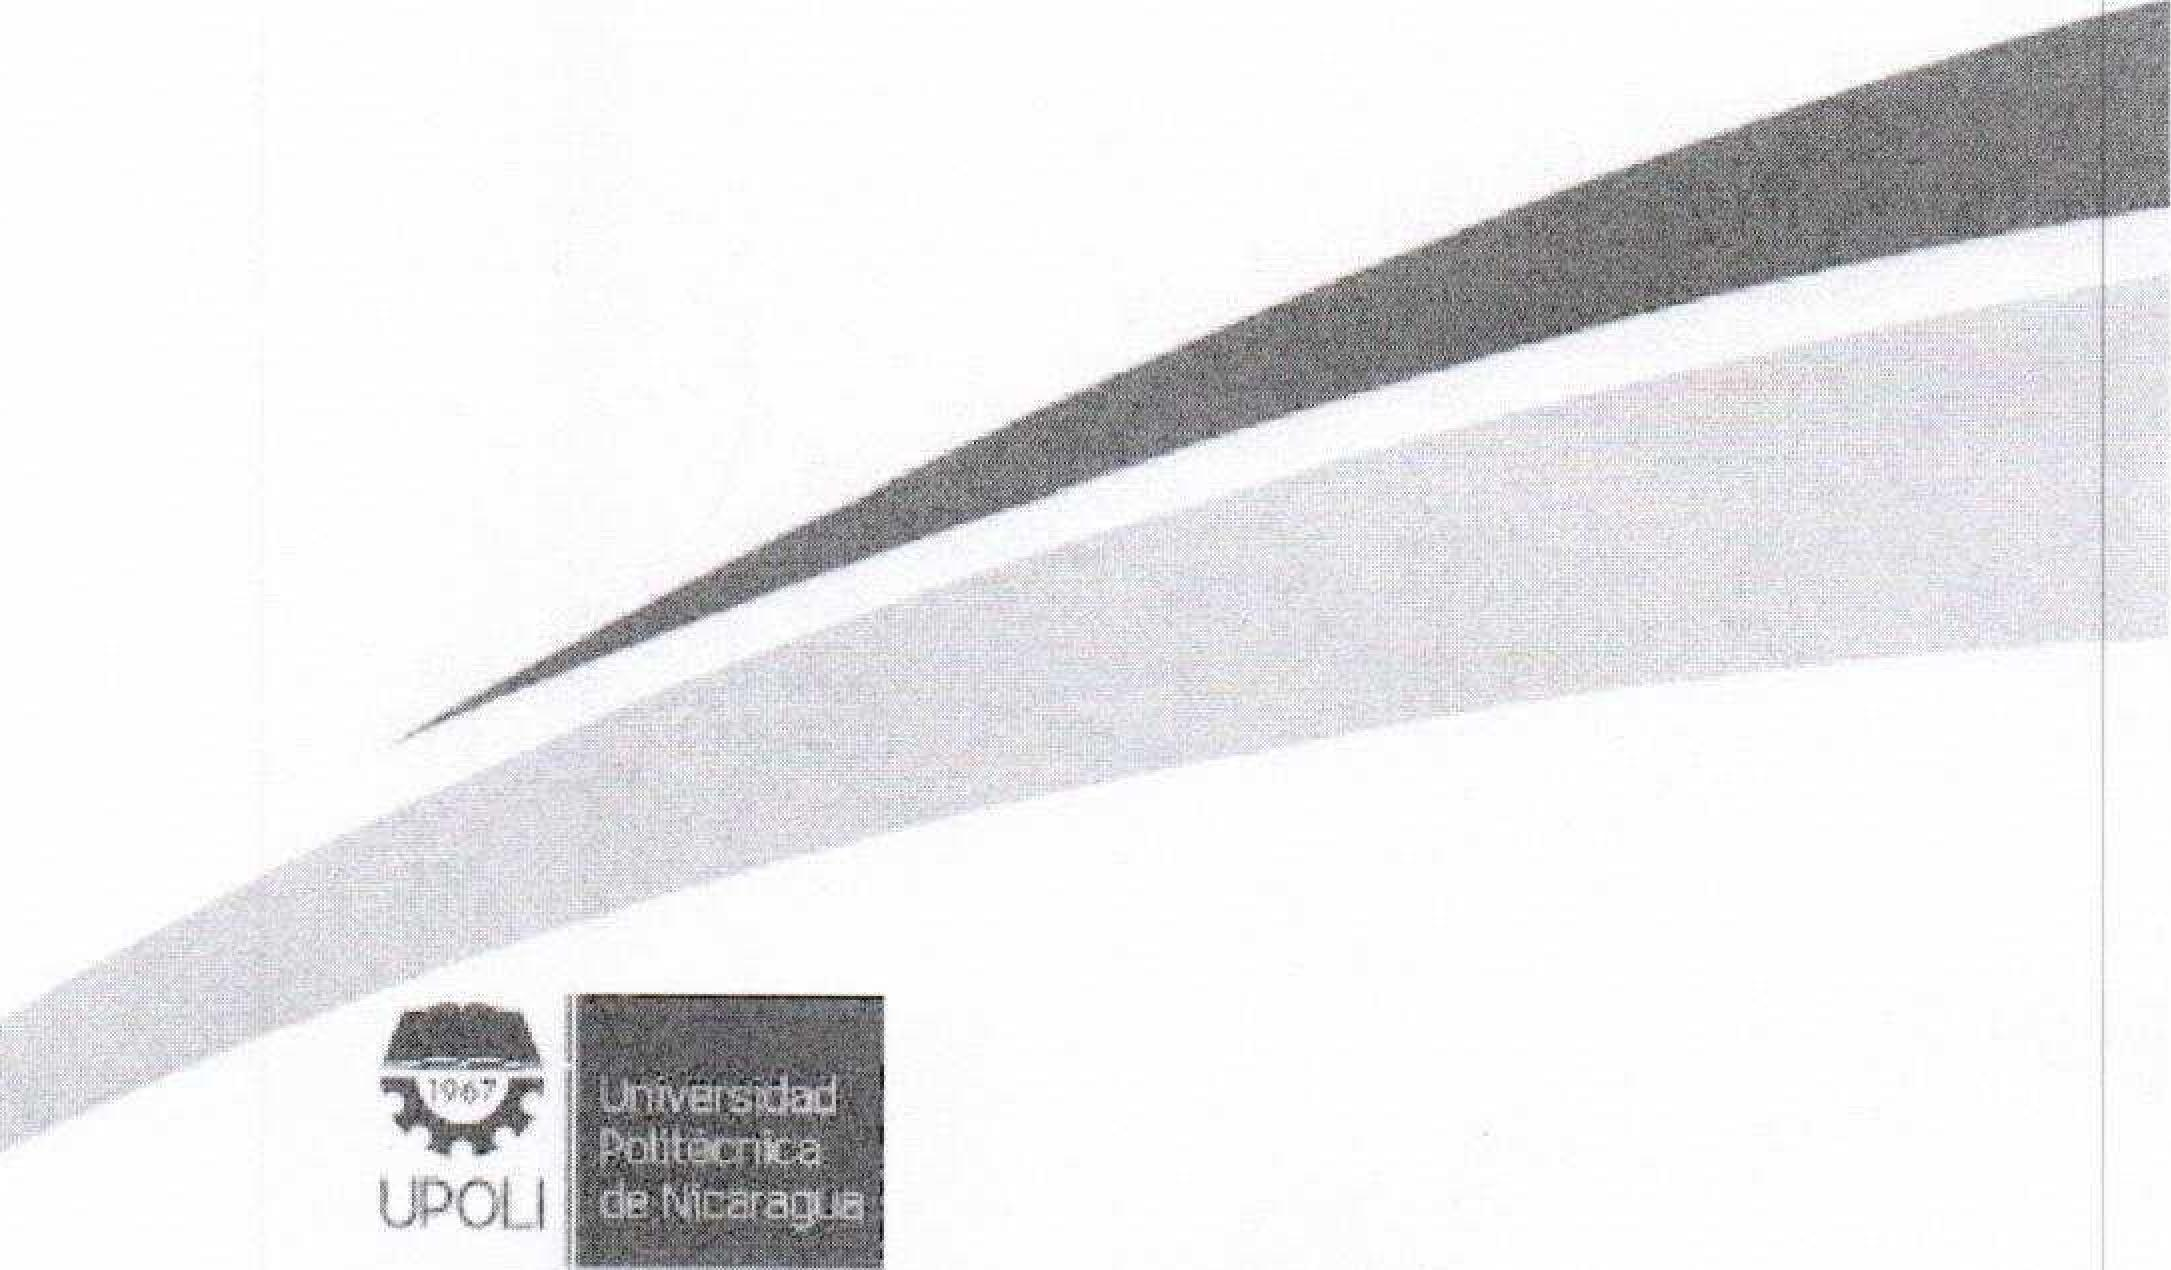 1967
UPOLI
Universidad
Politécnica
de Nicaragua